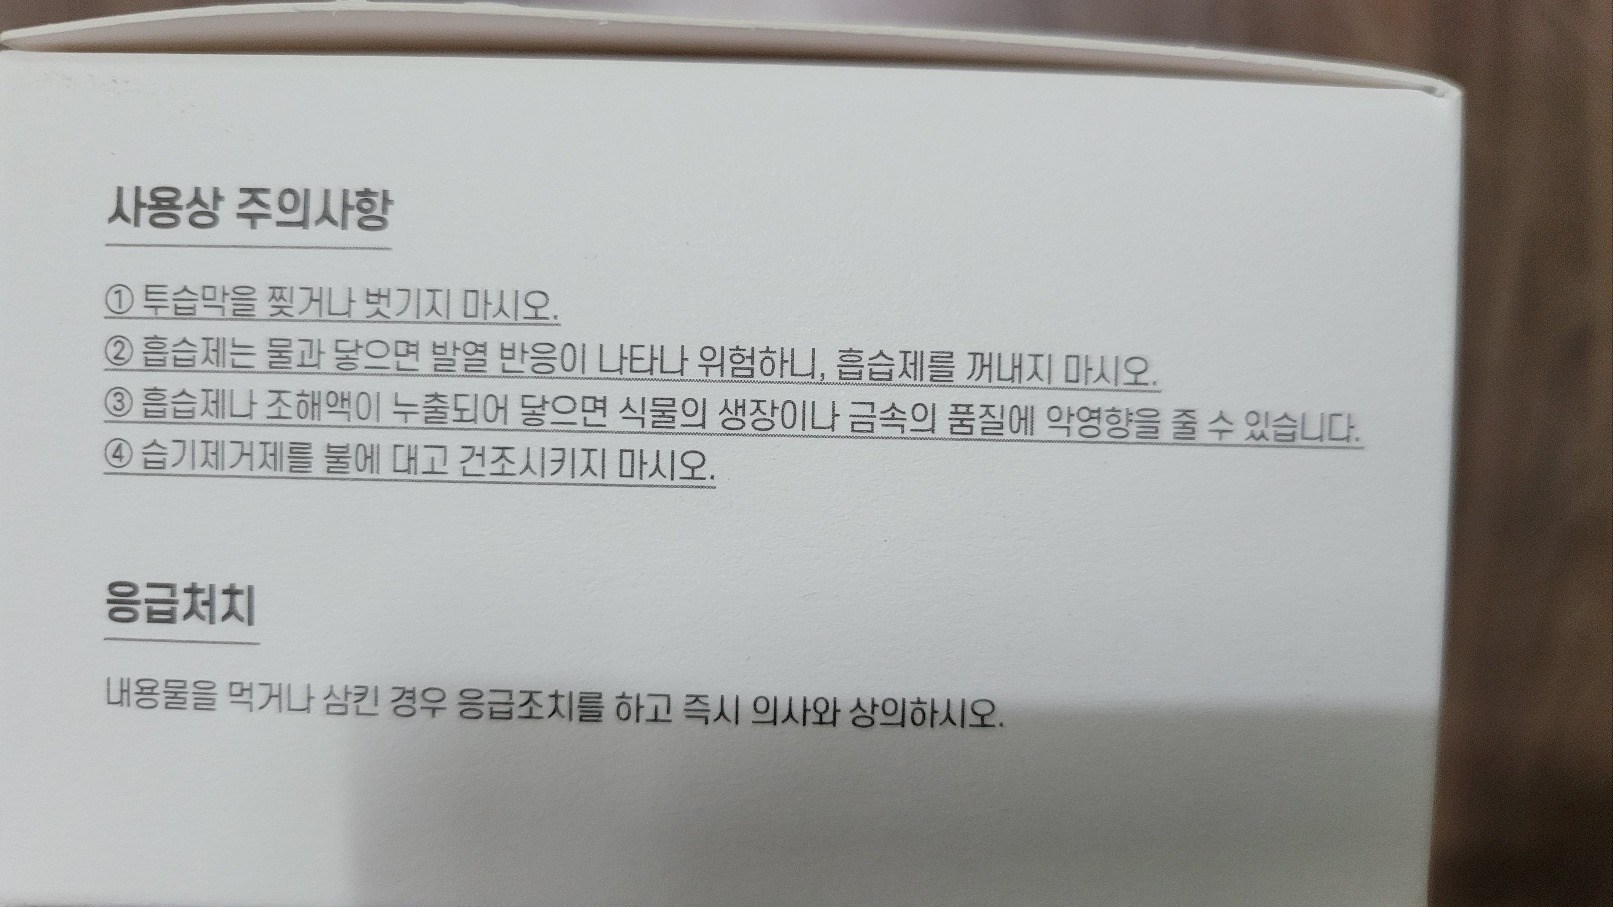 사용상 주의사항
① 투습막을 찢거나 벗기지 마시오.
② 흡습제는 물과 닿으면 발열 반응이 나타나 위험하니, 흡습제를 꺼내지 마시오.
③ 흡습제나 조해액이 누출되어 닿으면 식물의 생장이나 금속의 품질에 악영향을 줄 수 있습니다.
④ 습기제거제를 불에 대고 건조시키지 마시오.
응급처치
내용물을 먹거나 삼킨 경우 응급조치를 하고 즉시 의사와 상의하시오.